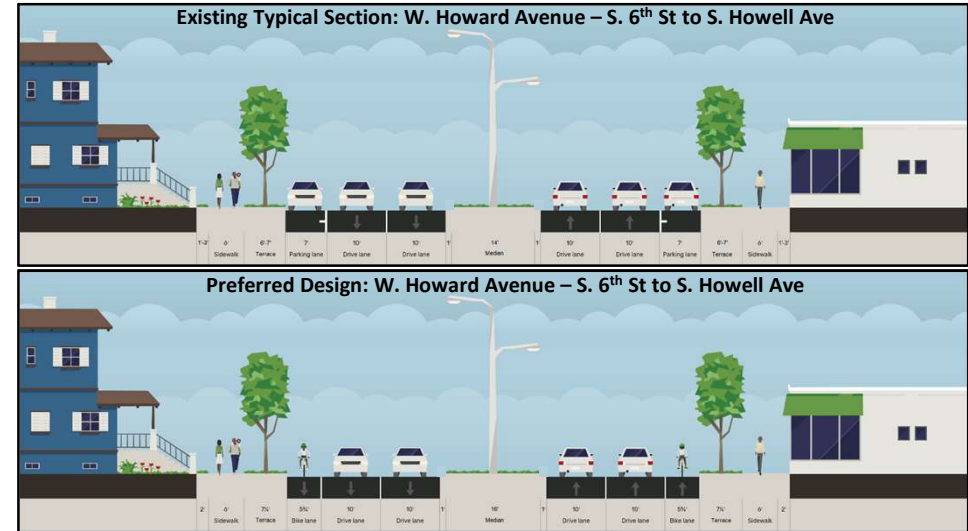 Existing Typical Section: W. Howard Avenue – S. 6th St to S. Howell Ave
1'-3' 6' 6'-7' 7' 10' 10' 1' 14' 1' 10' 10' 7' 6'-7' 6' 1'-3'
Sidewalk Terrace Parking lane Drive lane Drive lane Median Drive lane Drive lane Parking lane Terrace Sidewalk
Preferred Design: W. Howard Avenue – S. 6th St to S. Howell Ave
2' 6' 7½' 5½' 10' 10' 1' 16' 1' 10' 10' 5½' 7½' 6' 2'
Sidewalk Terrace Bike lane Drive lane Drive lane Median Drive lane Drive lane Bike lane Terrace Sidewalk